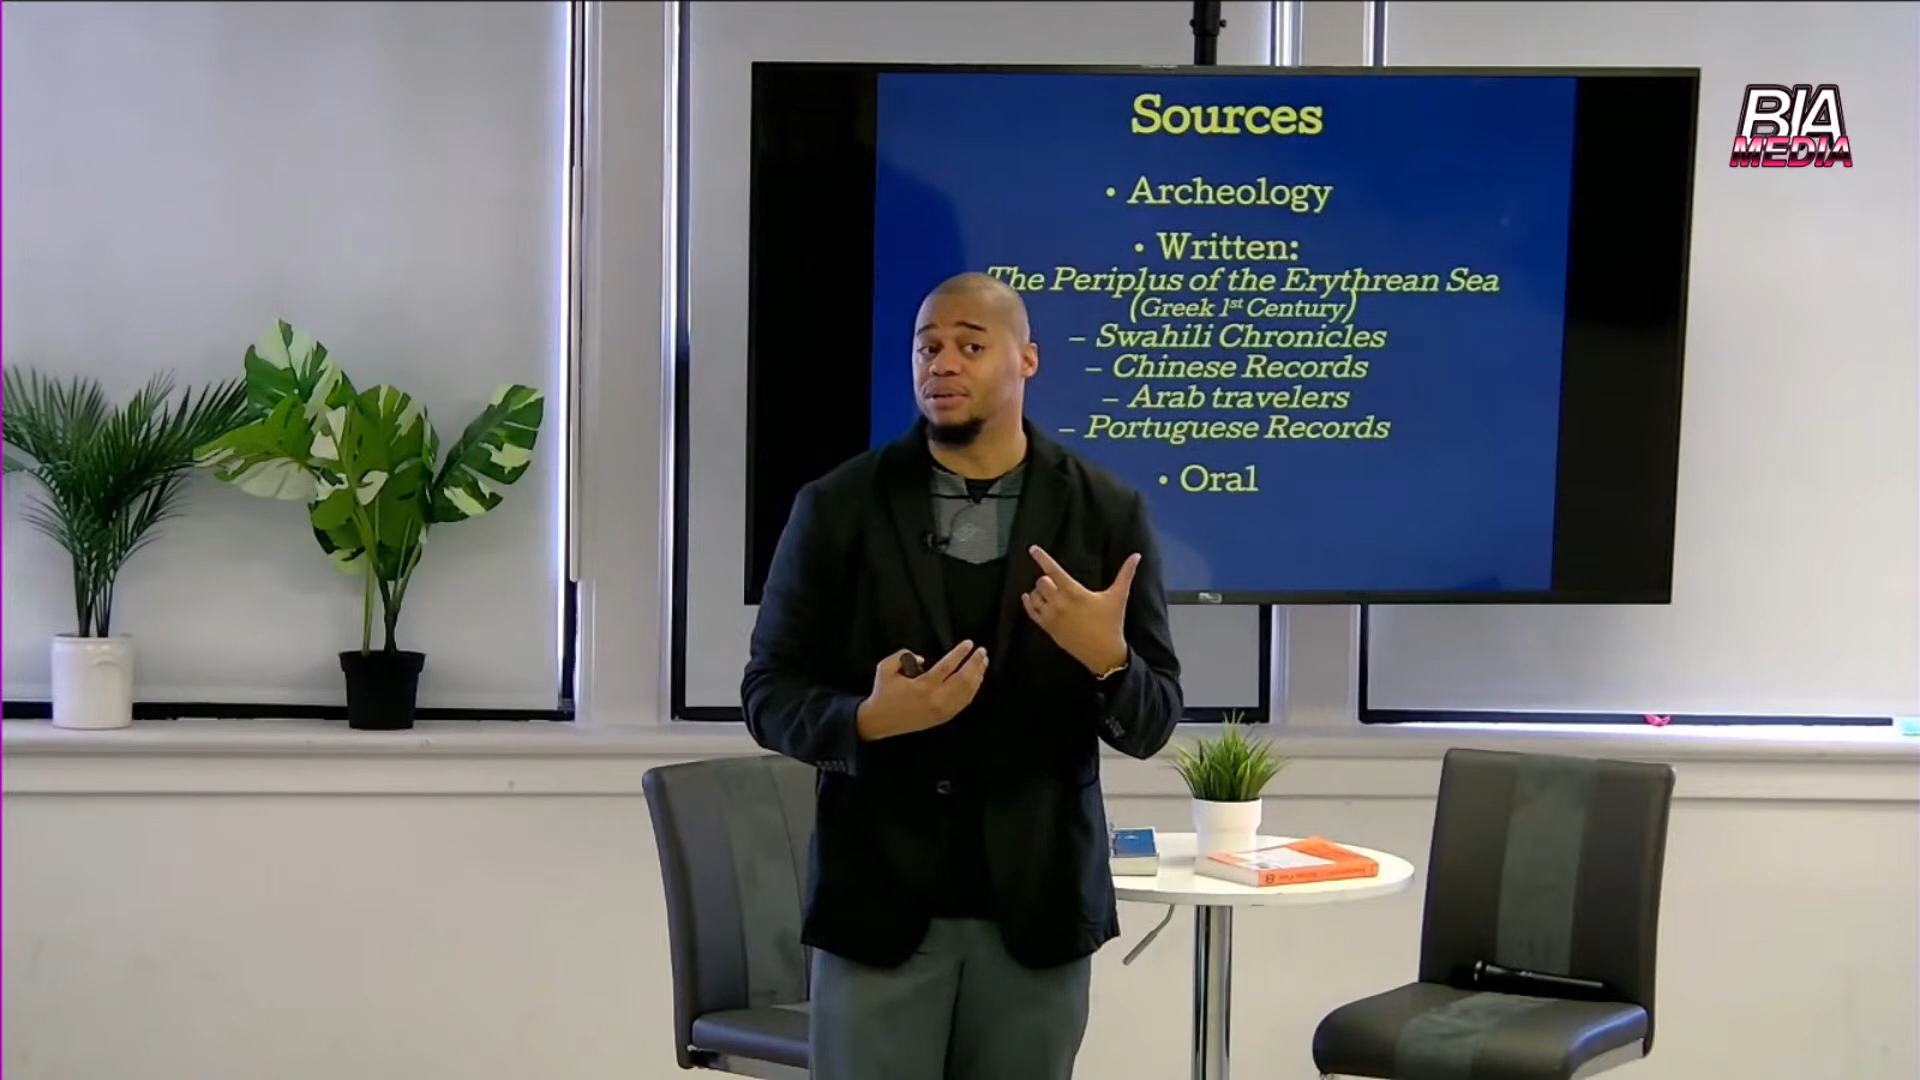 BIA
MEDIA
Sources
• Archeology
• Written:
The Periplus of the Erythrean Sea
(Greek 1st Century)
– Swahili Chronicles
– Chinese Records
– Arab travelers
– Portuguese Records
• Oral